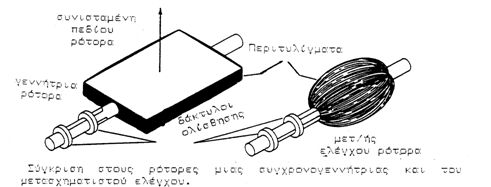 συνισταμένη
πεδίου
ρότορα
Περιτυλίγματα
γεννήτρια
ρότορα
δάκτυλοι
ολίσθησης
μετ/ής
ελέγχου ρότορα
Σύγκριση στους ρότορες μιας συγχρονογεννήτριας και του
μετασχηματιστού ελέγχου.